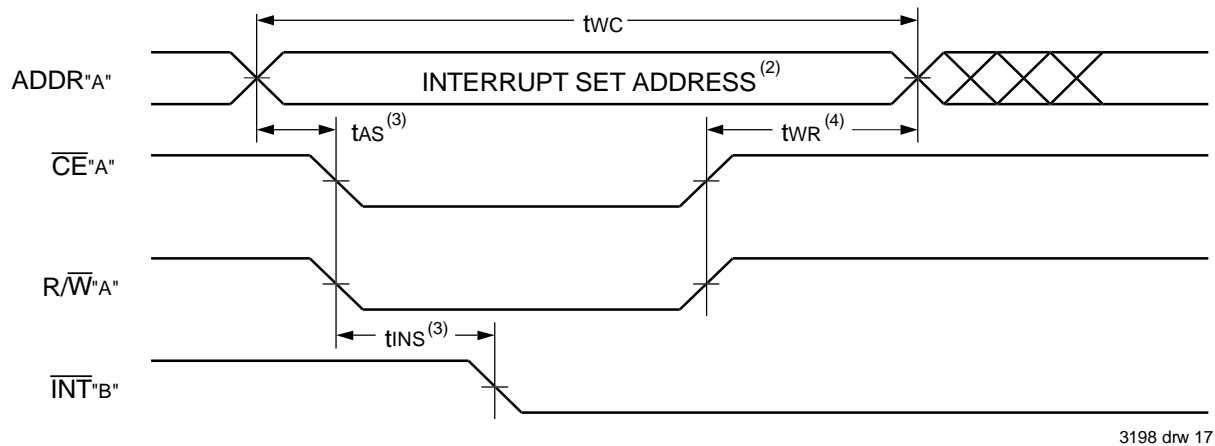 tWC
ADDR"A" INTERRUPT SET ADDRESS(2)
tAS(3) tWR(4)
CE"A"
R/W"A"
tINS(3)
INT"B"
3198 drw 17